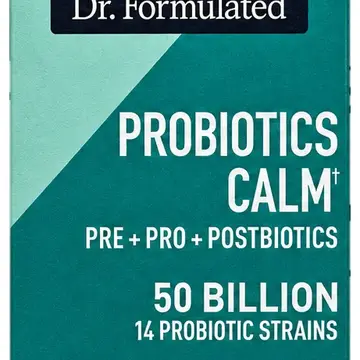 Dr. Formulated
PROBIOTICS
CALM†
PRE + PRO + POSTBIOTICS
50 BILLION
14 PROBIOTIC STRAINS